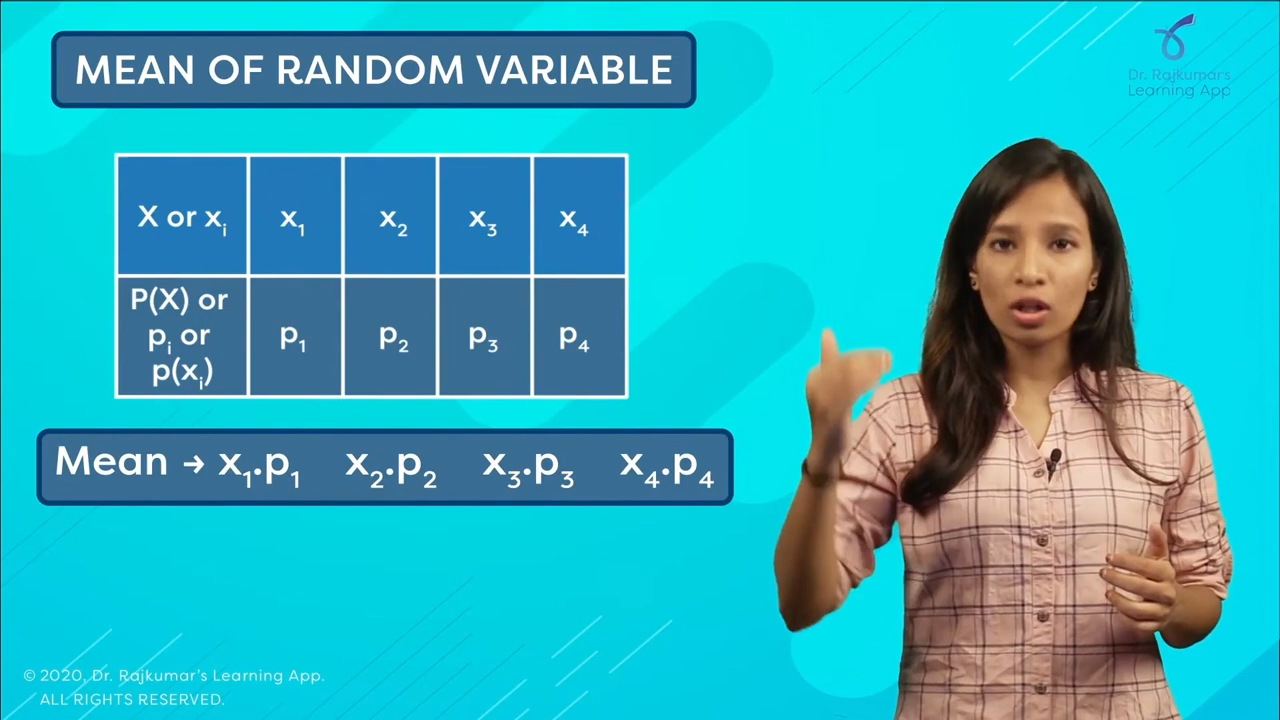 MEAN OF RANDOM VARIABLE
Dr. Rajkumar's
Learning App
X or xᵢ x₁ x₂ x₃ x₄
P(X) or
pᵢ or
p(xᵢ)
p₁ p₂ p₃ p₄
Mean → x₁.p₁ x₂.p₂ x₃.p₃ x₄.p₄
© 2020, Dr. Rajkumar's Learning App.
ALL RIGHTS RESERVED.